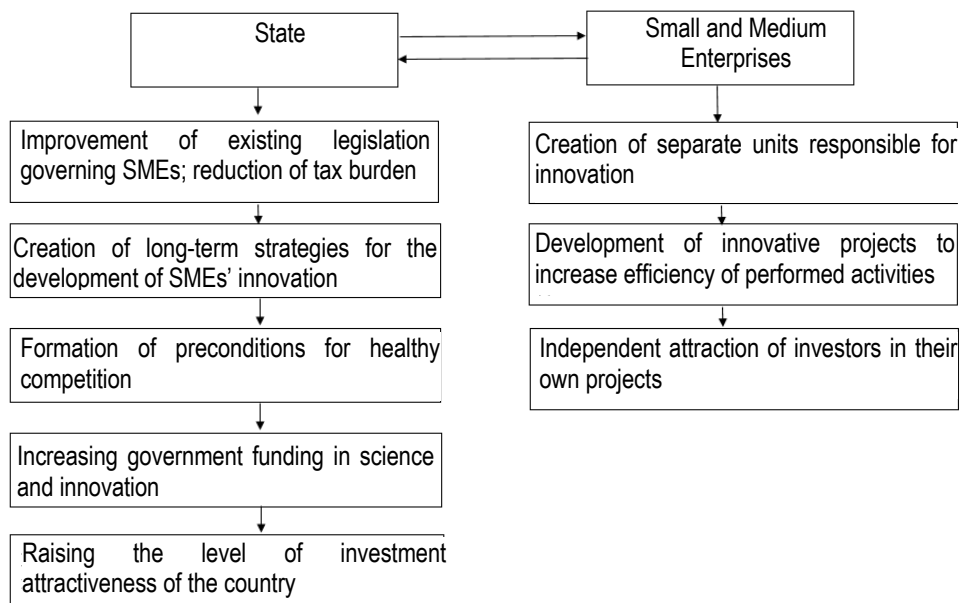 State
Small and Medium
Enterprises
Improvement of existing legislation
governing SMEs; reduction of tax burden
Creation of long-term strategies for the
development of SMEs’ innovation
Formation of preconditions for healthy
competition
Increasing government funding in science
and innovation
Raising the level of investment
attractiveness of the country
Creation of separate units responsible for
innovation
Development of innovative projects to
increase efficiency of performed activities
Independent attraction of investors in their
own projects